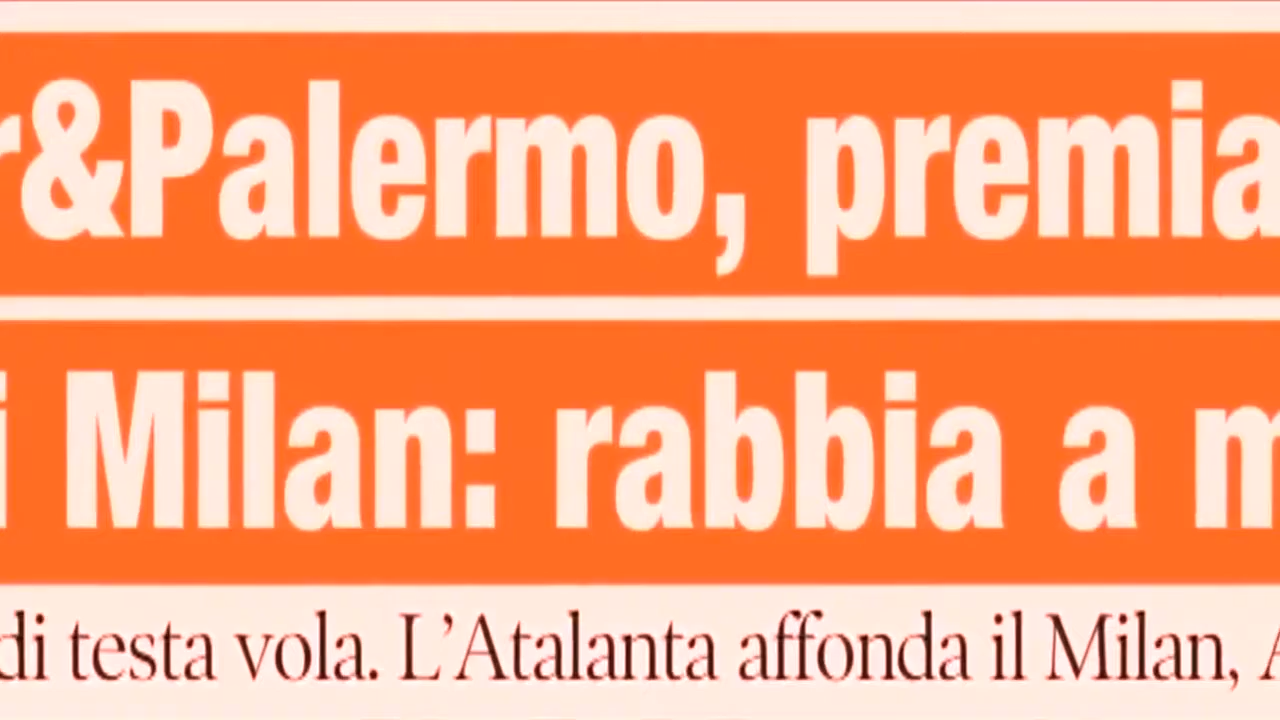 r&Palermo, premia
i Milan: rabbia a m
di testa vola. L'Atalanta affonda il Milan, A